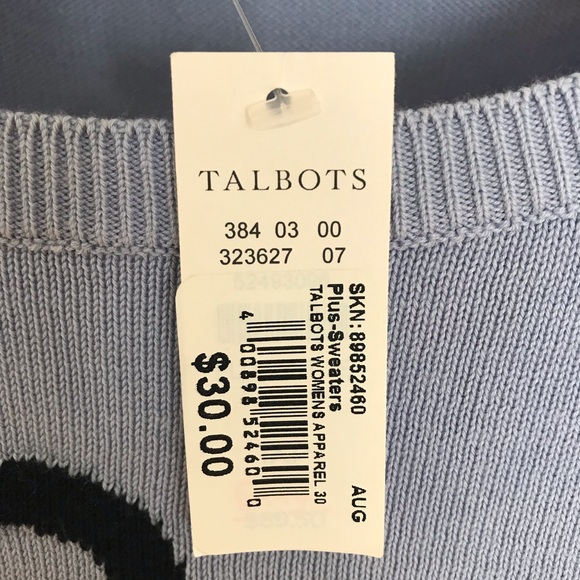 TALBOTS
384 03 00
323627 07
SKN: 89852460 AUG
Plus-Sweaters
TALBOTS WOMENS APPAREL 30
4 00898 52460 0
$30.00